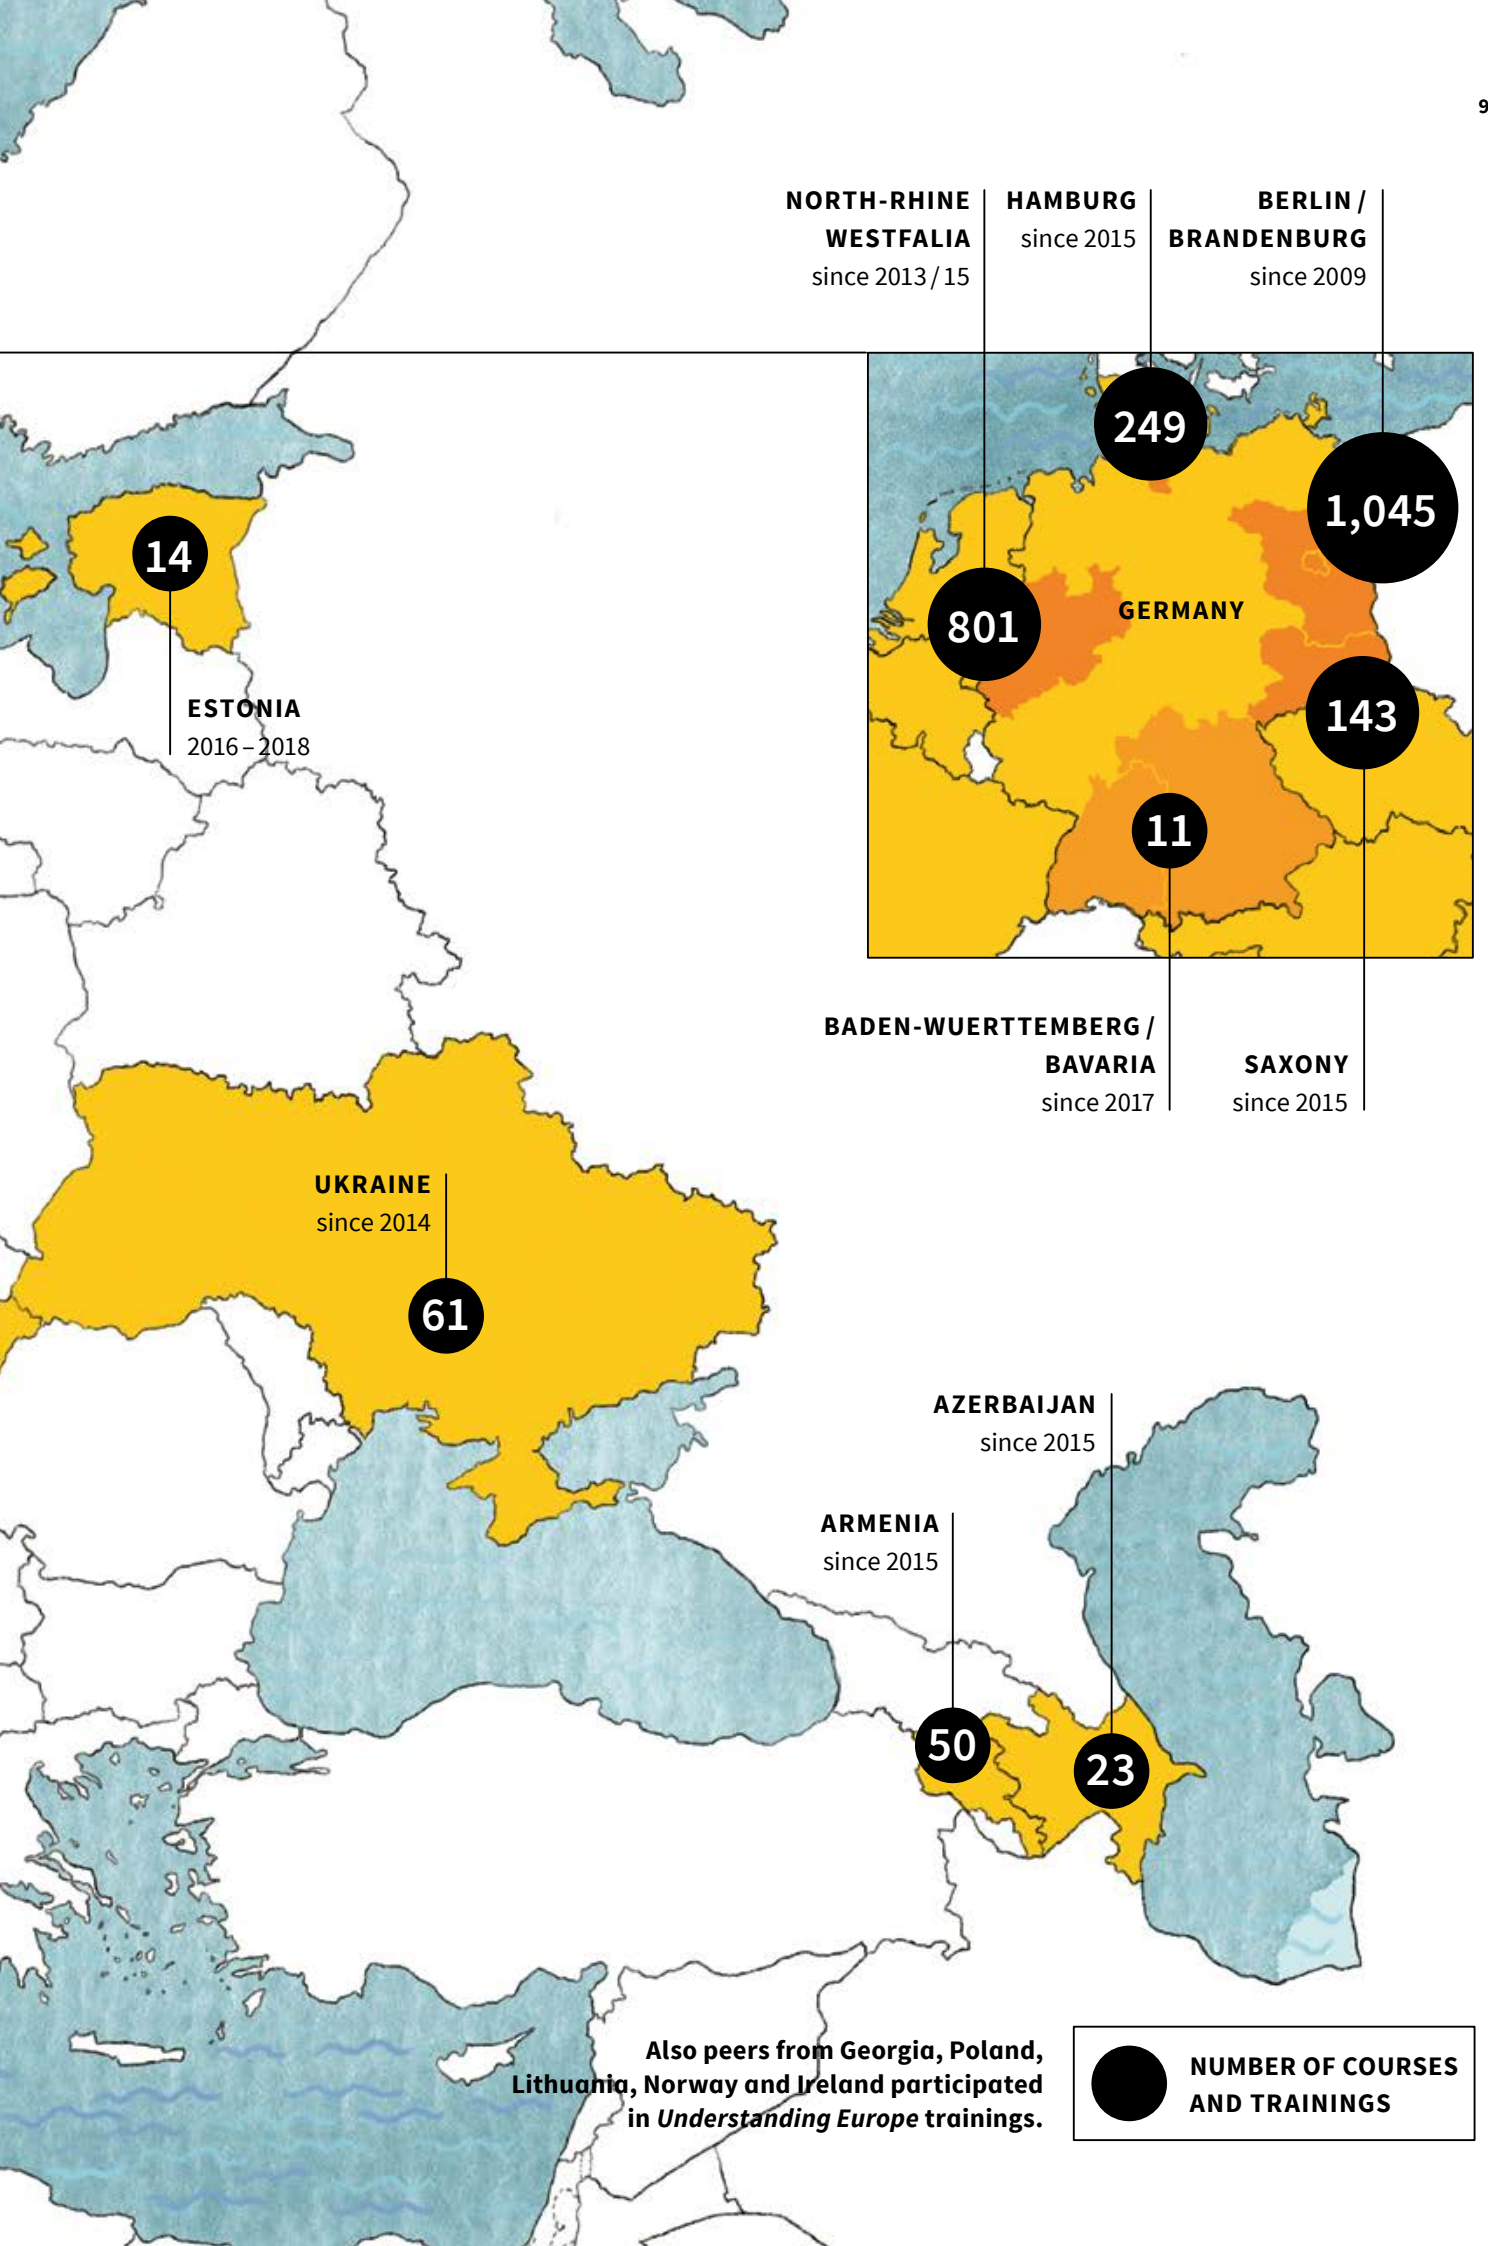 9
NORTH-RHINE
WESTFALIA
since 2013 / 15
HAMBURG
since 2015
BERLIN /
BRANDENBURG
since 2009
249
1,045
801
GERMANY
143
11
14
ESTONIA
2016 – 2018
BADEN-WUERTTEMBERG /
BAVARIA
since 2017
SAXONY
since 2015
UKRAINE
since 2014
61
AZERBAIJAN
since 2015
ARMENIA
since 2015
50
23
Also peers from Georgia, Poland,
Lithuania, Norway and Ireland participated
in Understanding Europe trainings.
NUMBER OF COURSES
AND TRAININGS